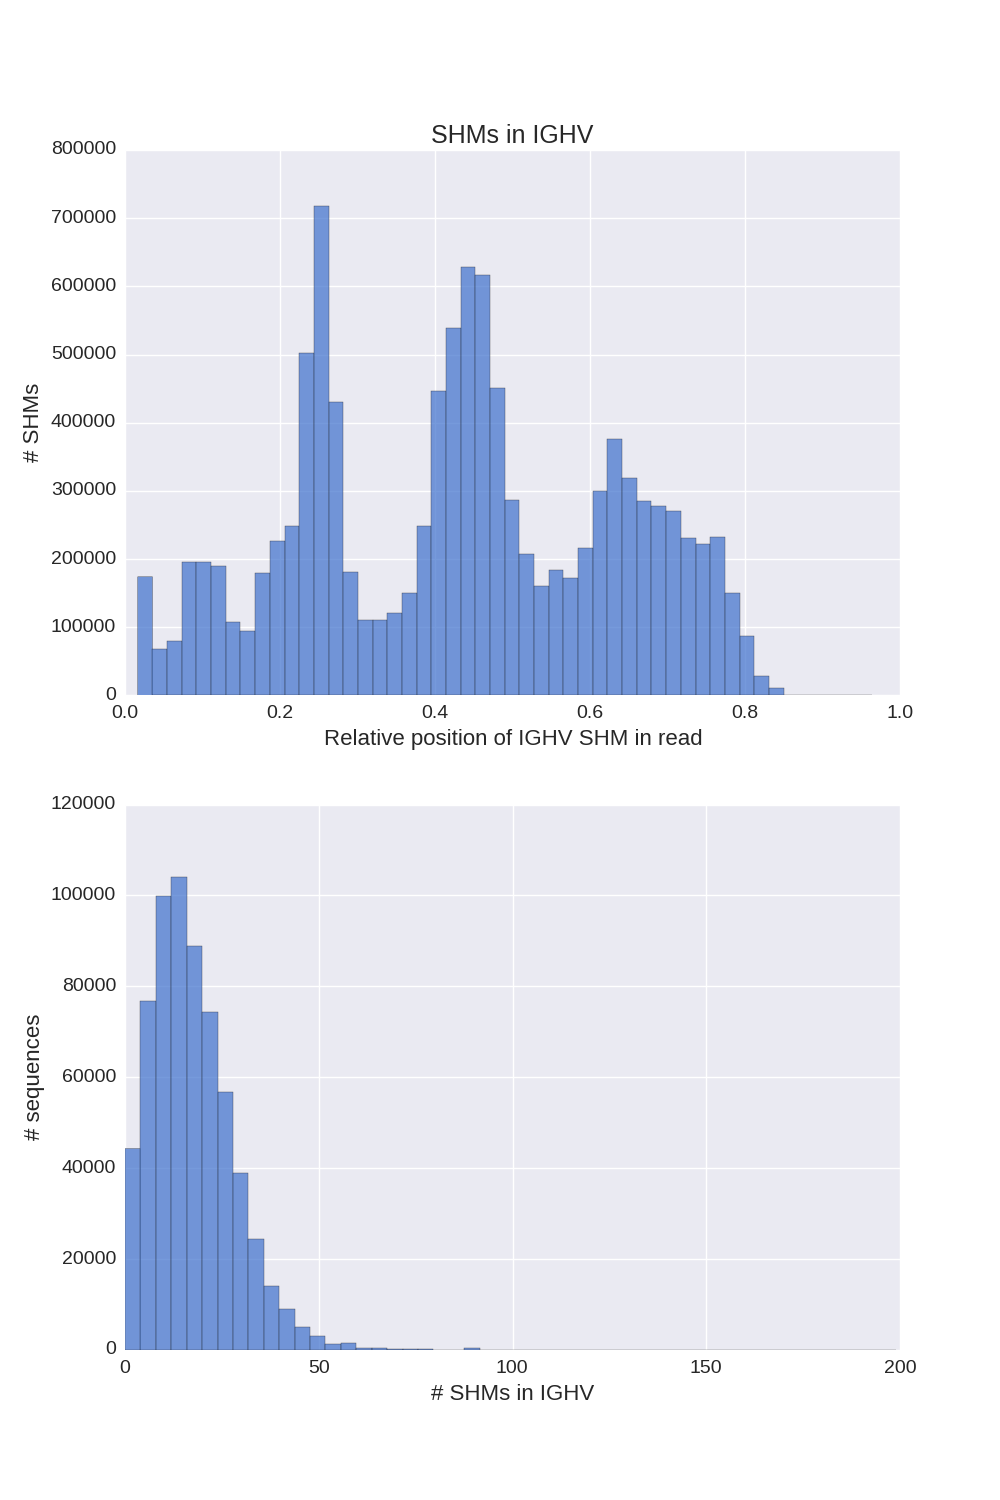 SHMs in IGHV
800000
700000
600000
500000
400000
300000
200000
100000
0
# SHMs
0.0 0.2 0.4 0.6 0.8 1.0
Relative position of IGHV SHM in read
120000
100000
80000
60000
40000
20000
0
# sequences
0 50 100 150 200
# SHMs in IGHV